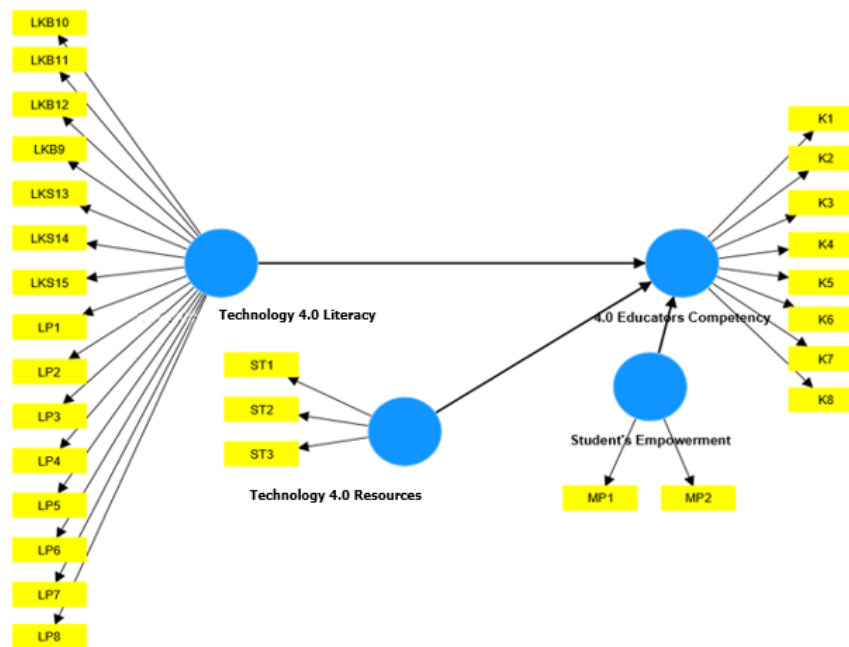 LKB10
LKB11
LKB12
LKB9
LKS13
LKS14
LKS15
LP1
LP2
LP3
LP4
LP5
LP6
LP7
LP8
Technology 4.0 Literacy
ST1
ST2
ST3
Technology 4.0 Resources
4.0 Educators Competency
Student's Empowerment
MP1
MP2
K1
K2
K3
K4
K5
K6
K7
K8